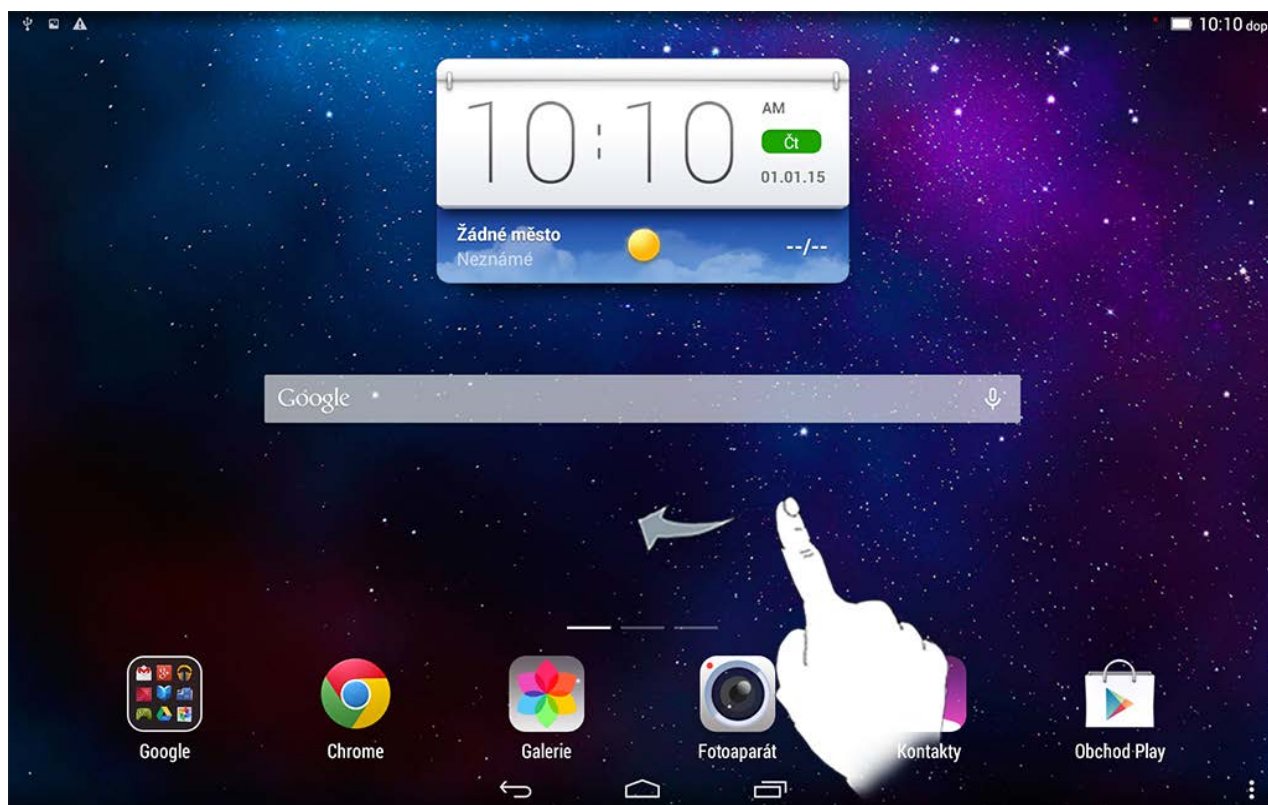 10:10 dop
10:10
AM
Čt
01.01.15
Žádné město
Neznámé
--/--
Google
Google
Chrome
Galerie
Fotoaparát
Kontakty
Obchod Play